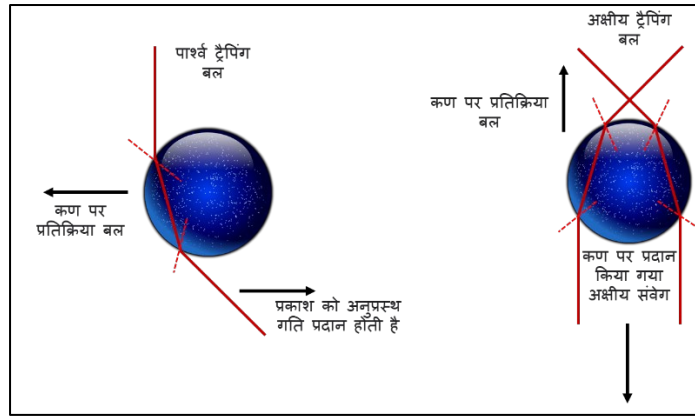 पार्श्व ट्रैपिंग
बल
कण पर
प्रतिक्रिया बल
प्रकाश को अनुप्रस्थ
गति प्रदान होती है
अक्षीय ट्रैपिंग
बल
कण पर प्रतिक्रिया
बल
कण पर प्रदान
किया गया
अक्षीय संवेग